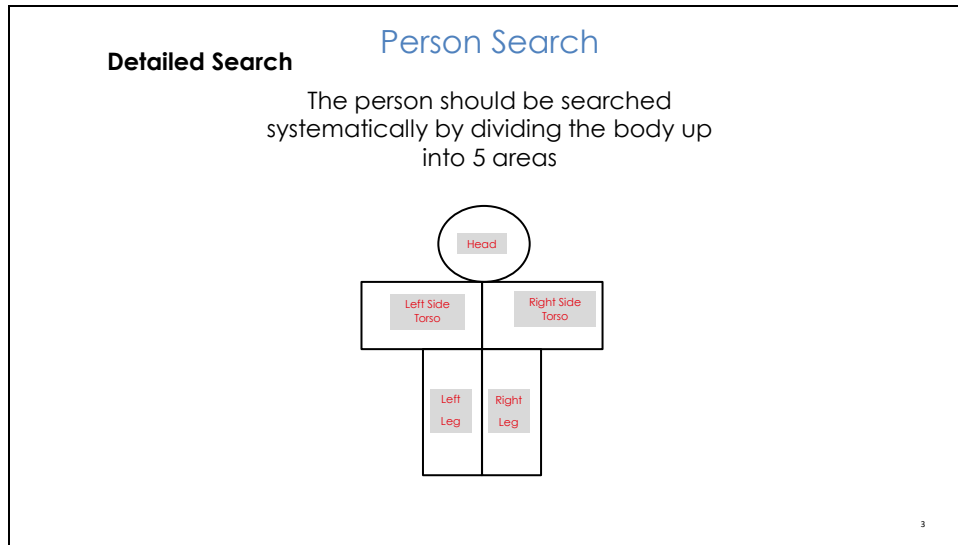 Person Search
Detailed Search
The person should be searched
systematically by dividing the body up
into 5 areas
Head
Left Side
Torso
Right Side
Torso
Left
Leg
Right
Leg
3